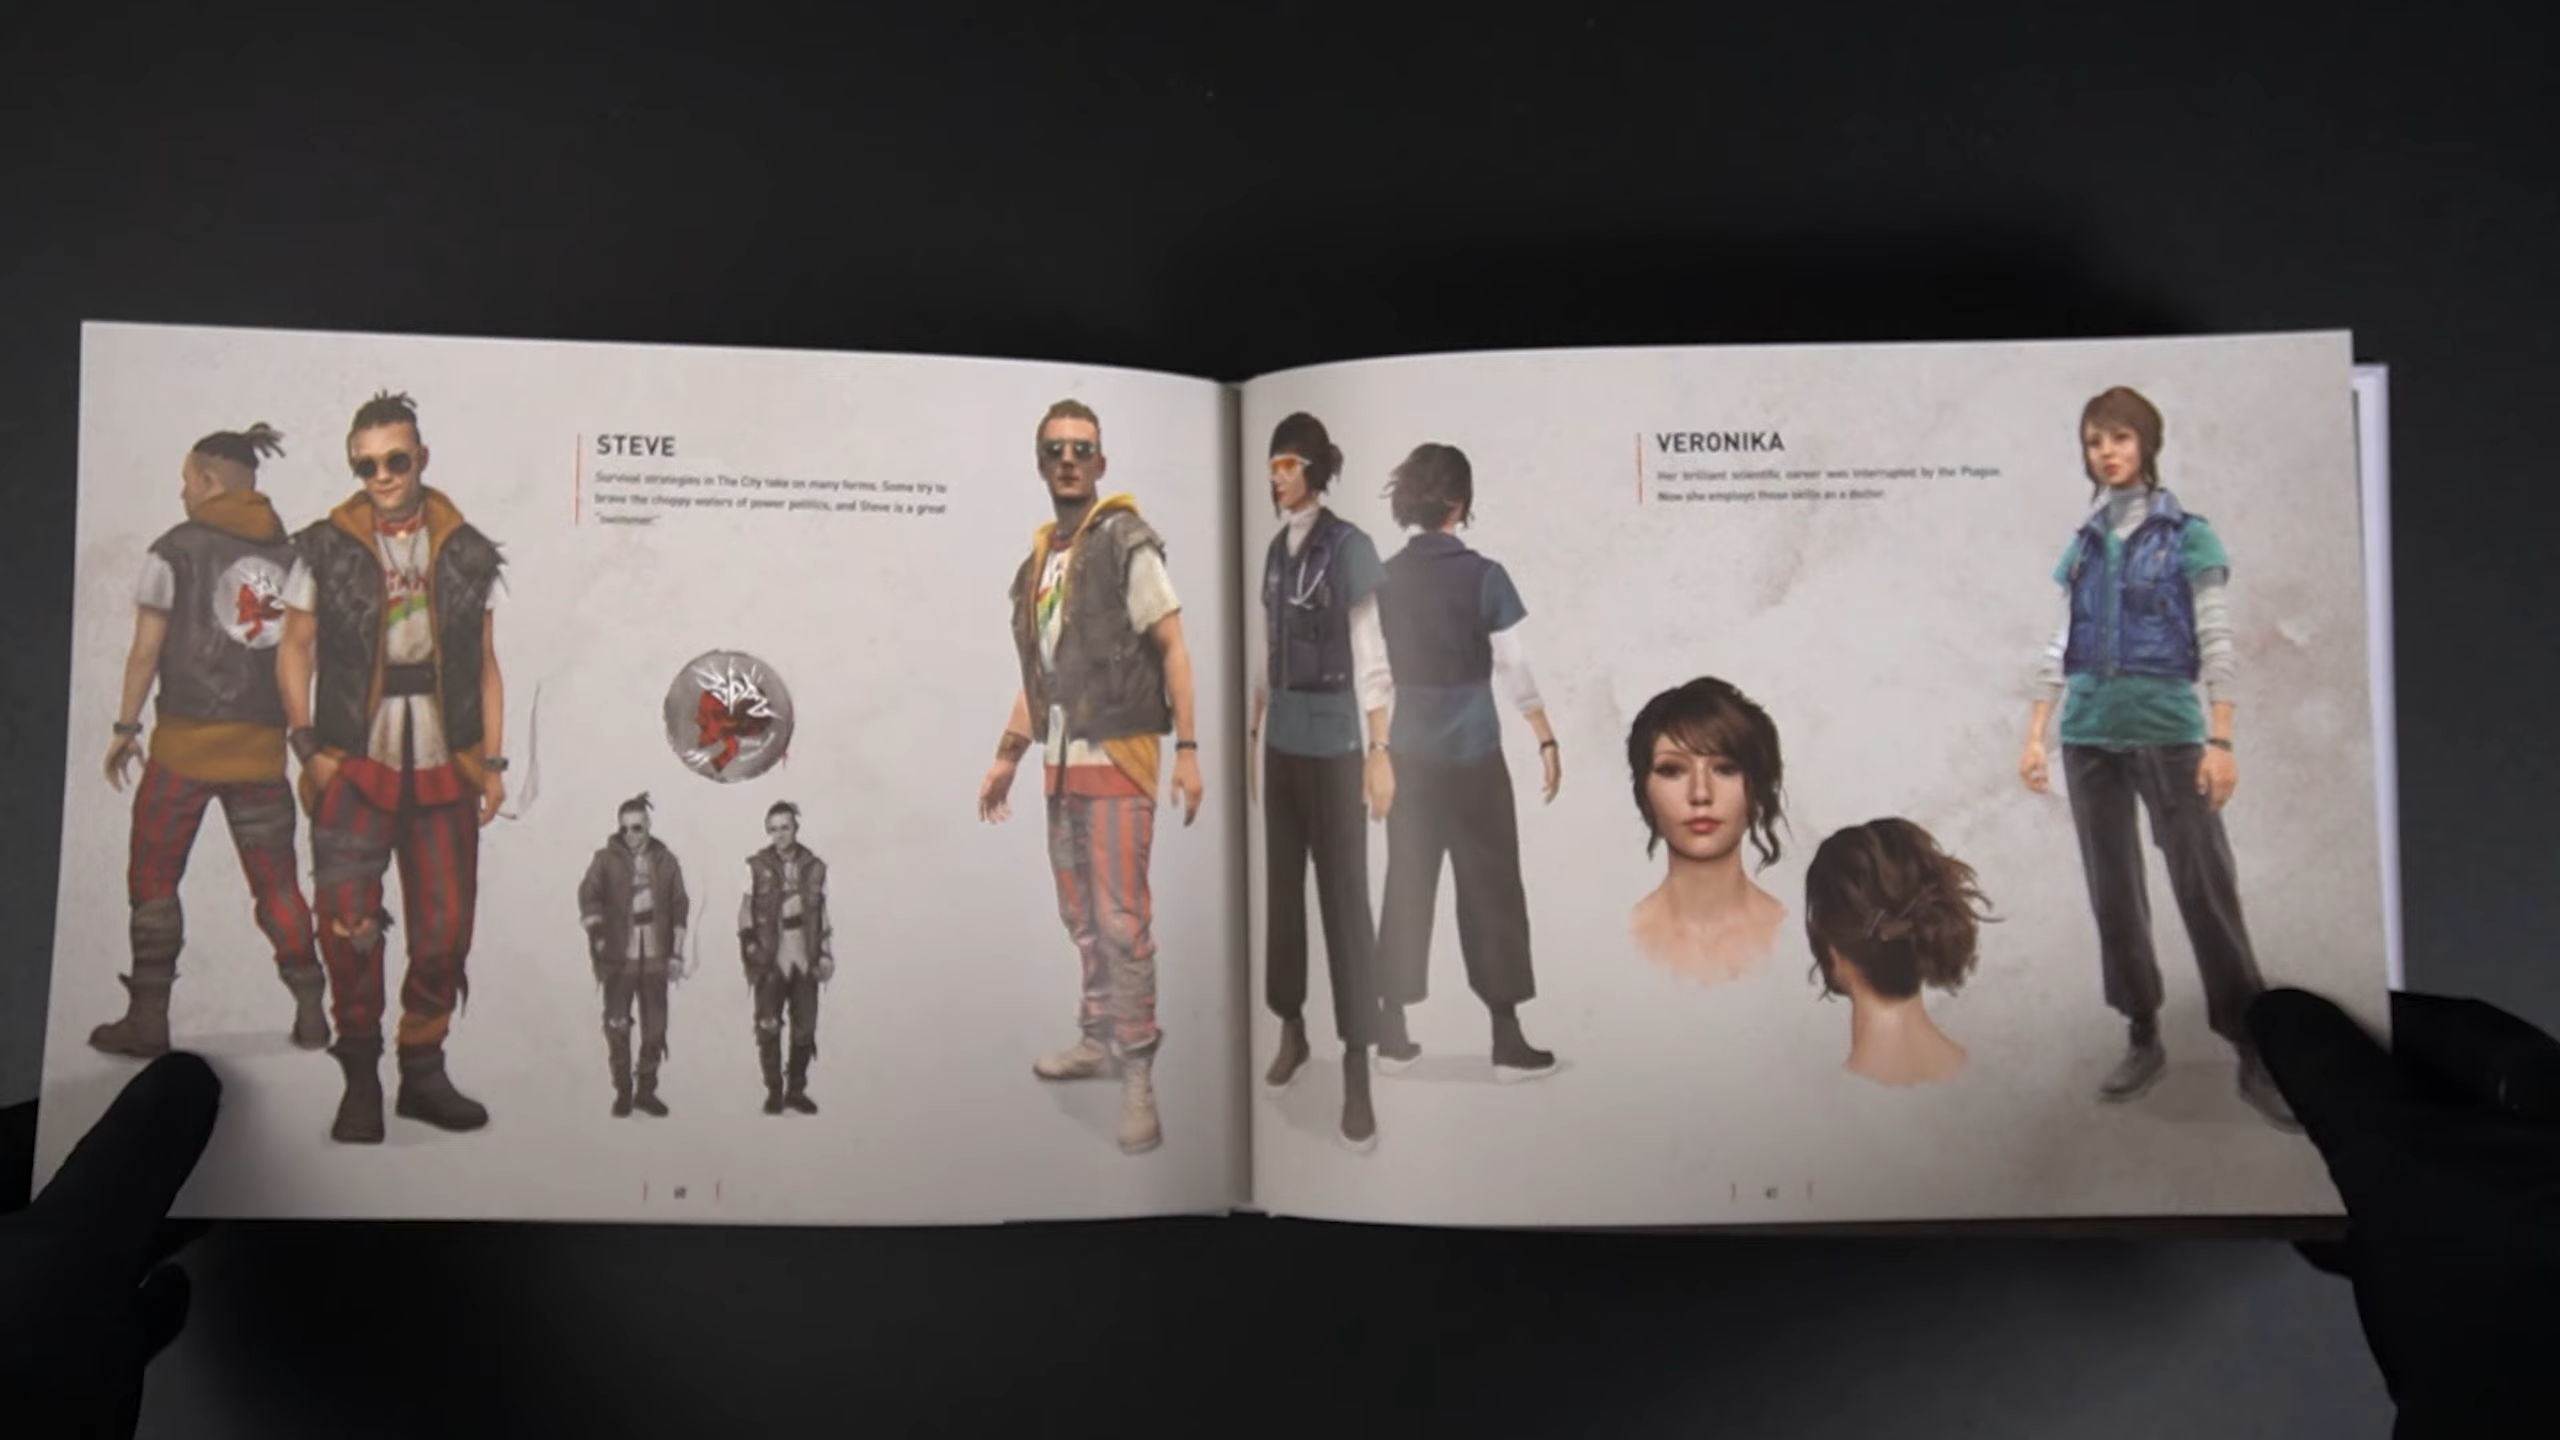 STEVE
Survival strategies in The City take on many forms. Some try to
brave the choppy waters of power politics, and Steve is a great
"swimmer."
VERONIKA
Her brilliant scientific career was interrupted by the Plague.
Now she employs those skills as a doctor.